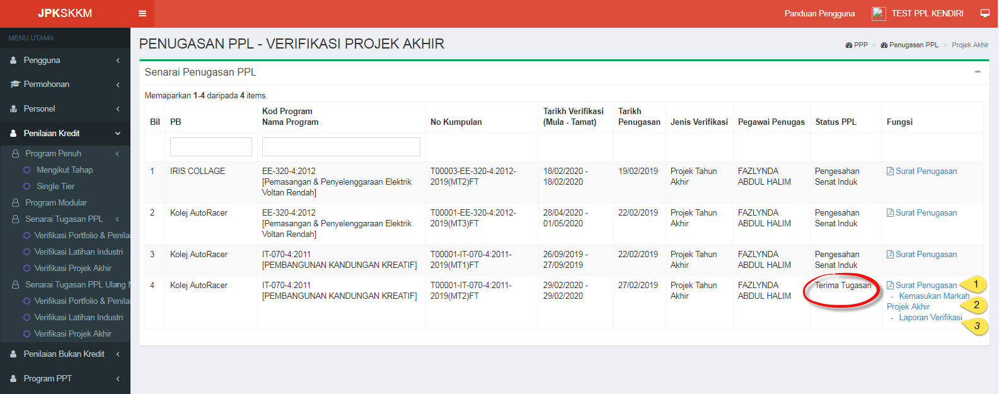 JPKSKKM
Panduan Pengguna
TEST PPL KENDIRI
MENU UTAMA
Pengguna
Permohonan
Personel
Penilaian Kredit
Program Penuh
Mengikut Tahap
Single Tier
Program Modular
Senarai Tugasan PPL
Verifikasi Portfolio & Penilai
Verifikasi Latihan Industri
Verifikasi Projek Akhir
Senarai Tugasan PPL Ulang
Verifikasi Portfolio & Penilai
Verifikasi Latihan Industri
Verifikasi Projek Akhir
Penilaian Bukan Kredit
Program PPT
PENUGASAN PPL - VERIFIKASI PROJEK AKHIR
PPP > Penugasan PPL > Projek Akhir
Senarai Penugasan PPL
Memaparkan 1-4 daripada 4 items.
Bil
PB
Kod Program
Nama Program
No Kumpulan
Tarikh Verifikasi
(Mula - Tamat)
Tarikh
Penugasan
Jenis Verifikasi
Pegawai Penugas
Status PPL
Fungsi
1
IRIS COLLAGE
EE-320-4:2012
[Pemasangan & Penyelenggaraan Elektrik
Voltan Rendah]
T00003-EE-320-4:2012-
2019(MT2)FT
18/02/2020 -
18/02/2020
19/02/2019
Projek Tahun
Akhir
FAZLYNDA
ABDUL HALIM
Pengesahan
Senat Induk
Surat Penugasan
2
Kolej AutoRacer
EE-320-4:2012
[Pemasangan & Penyelenggaraan Elektrik
Voltan Rendah]
T00001-EE-320-4:2012-
2019(MT3)FT
28/04/2020 -
01/05/2020
22/02/2019
Projek Tahun
Akhir
FAZLYNDA
ABDUL HALIM
Pengesahan
Senat Induk
Surat Penugasan
3
Kolej AutoRacer
IT-070-4:2011
[PEMBANGUNAN KANDUNGAN KREATIF]
T00001-IT-070-4:2011-
2019(MT1)FT
26/09/2019 -
27/09/2019
22/02/2019
Projek Tahun
Akhir
FAZLYNDA
ABDUL HALIM
Pengesahan
Senat Induk
Surat Penugasan
4
Kolej AutoRacer
IT-070-4:2011
[PEMBANGUNAN KANDUNGAN KREATIF]
T00001-IT-070-4:2011-
2019(MT2)FT
29/02/2020 -
29/02/2020
27/02/2019
Projek Tahun
Akhir
FAZLYNDA
ABDUL HALIM
Terima Tugasan
Surat Penugasan
- Kemasukan Markah
Projek Akhir
- Laporan Verifikasi
1
2
3